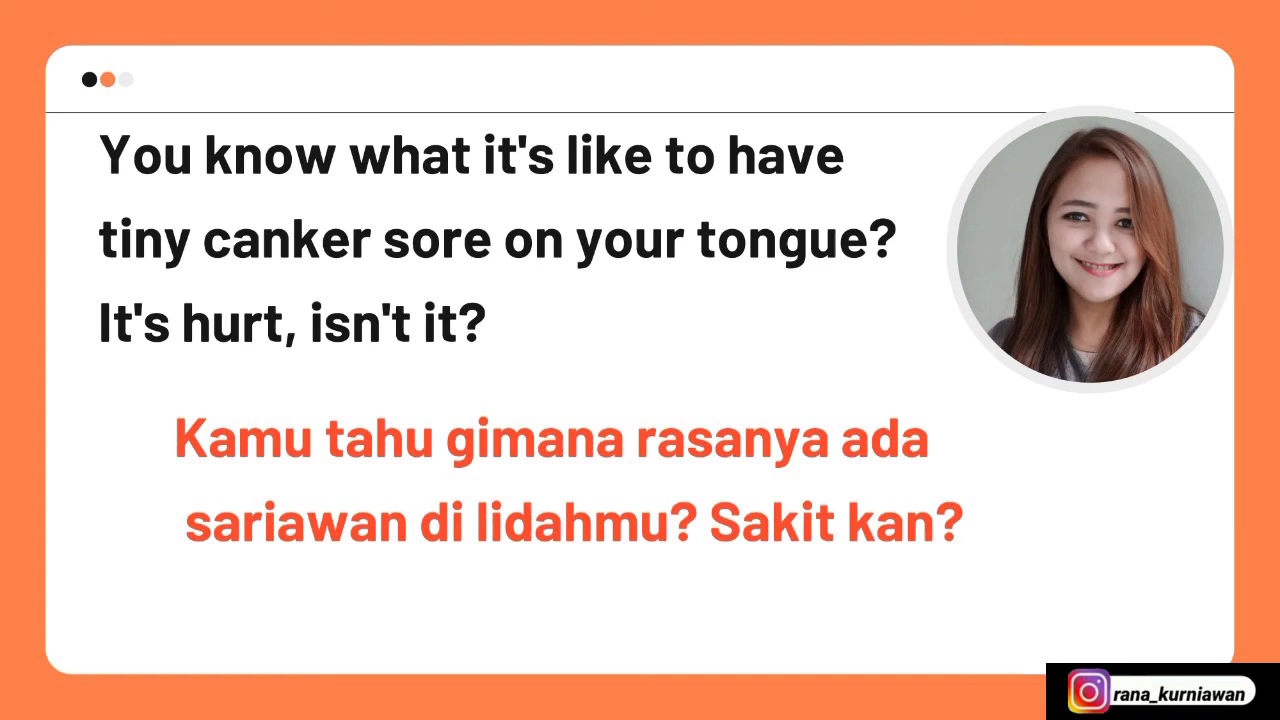 You know what it's like to have
tiny canker sore on your tongue?
It's hurt, isn't it?
Kamu tahu gimana rasanya ada
sariawan di lidahmu? Sakit kan?
rana_kurniawan